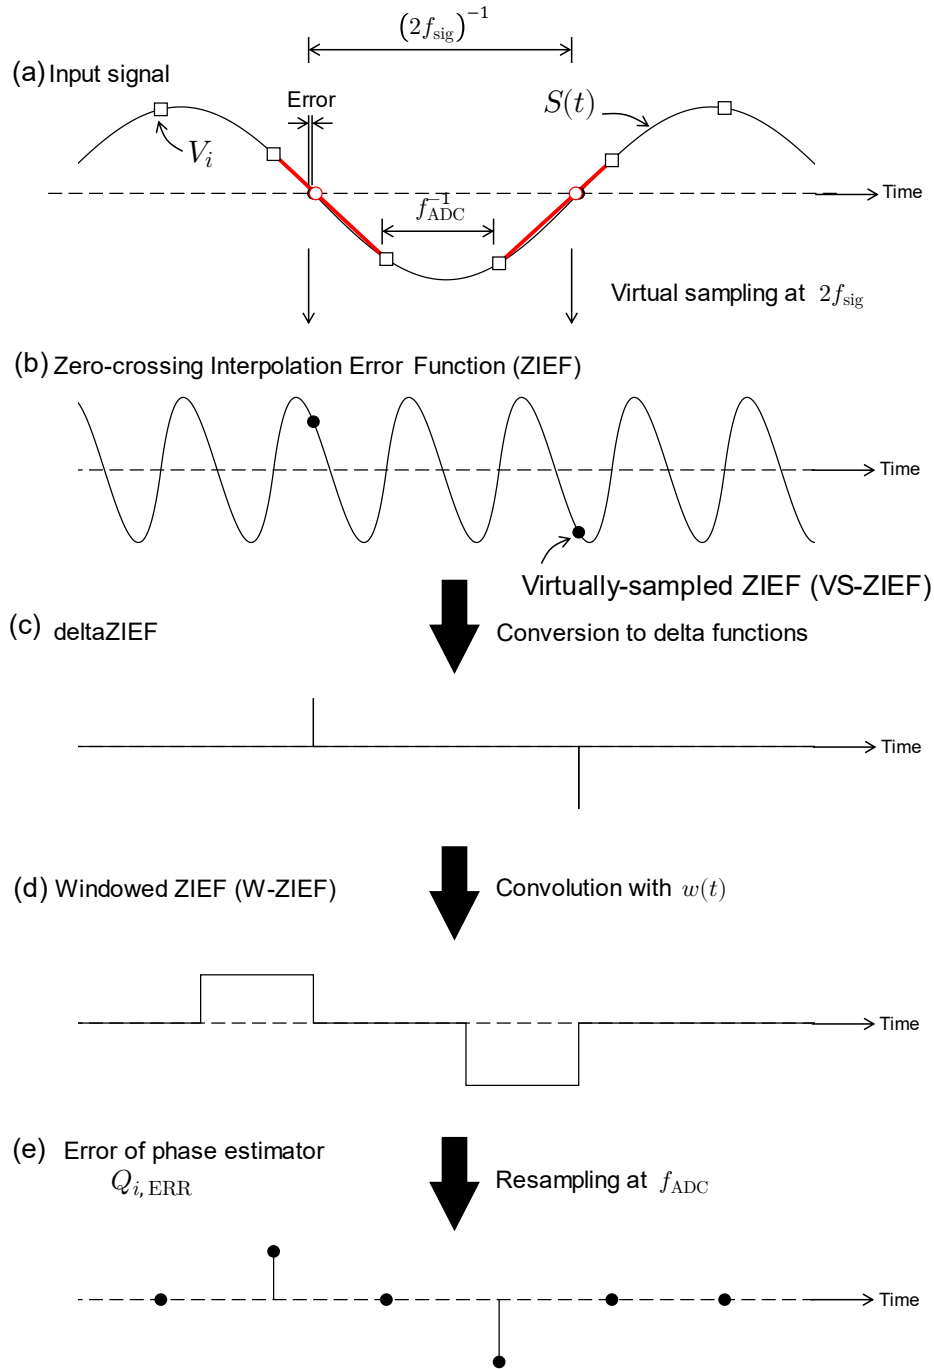 (2f_sig)^−1
(a) Input signal
Error
S(t)
V_i
Time
f_ADC^−1
Virtual sampling at 2f_sig
(b) Zero-crossing Interpolation Error Function (ZIEF)
Time
Virtually-sampled ZIEF (VS-ZIEF)
(c) deltaZIEF
Conversion to delta functions
Time
(d) Windowed ZIEF (W-ZIEF)
Convolution with w(t)
Time
(e) Error of phase estimator
Q_i, ERR
Resampling at f_ADC
Time